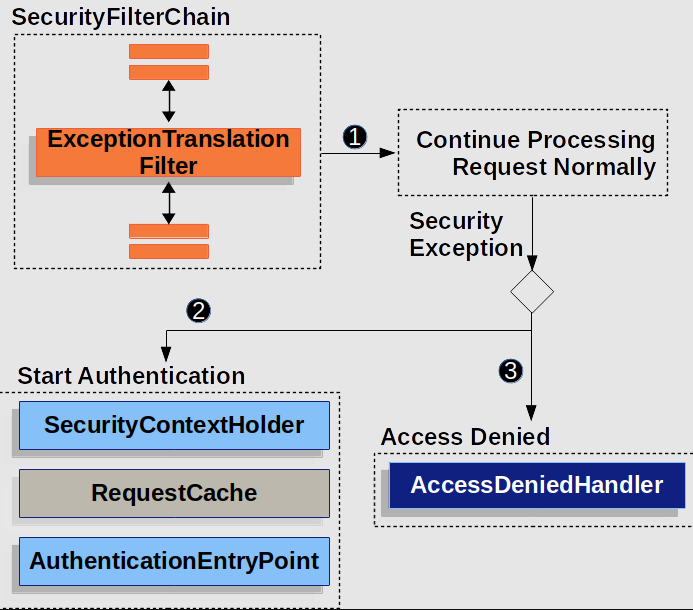 SecurityFilterChain
ExceptionTranslation
Filter
1
Continue Processing
Request Normally
Security
Exception
2
3
Start Authentication
SecurityContextHolder
RequestCache
AuthenticationEntryPoint
Access Denied
AccessDeniedHandler